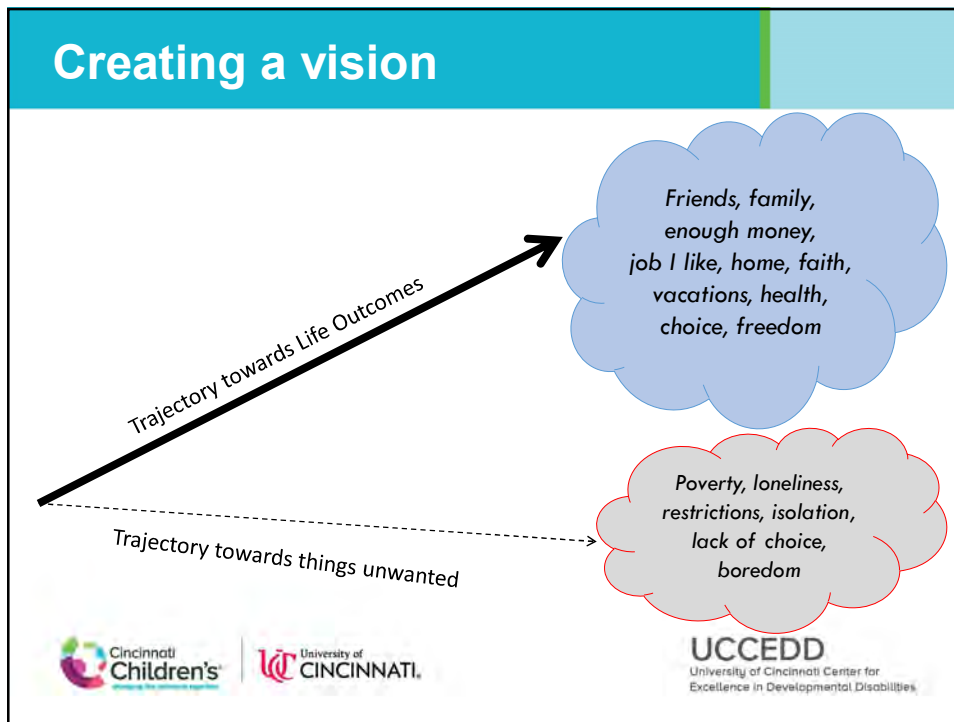 Creating a vision
Friends, family,
enough money,
job I like, home, faith,
vacations, health,
choice, freedom
Trajectory towards Life Outcomes
Poverty, loneliness,
restrictions, isolation,
lack of choice,
boredom
Trajectory towards things unwanted
Cincinnati
Children's
University of
CINCINNATI.
UCCEDD
University of Cincinnati Center for
Excellence in Developmental Disabilities